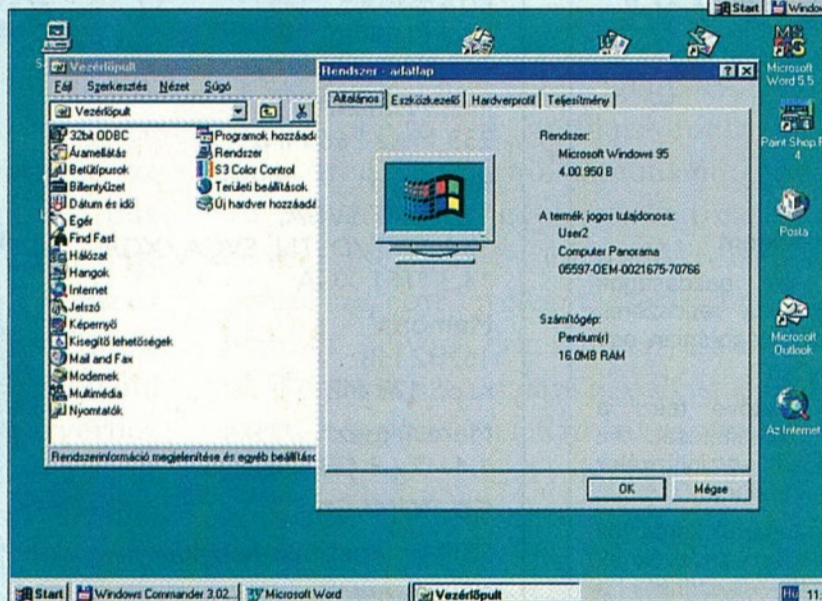 Start Window
Vezérlőpult
Fájl Szerkesztés Nézet Súgó
Vezérlőpult
32bit ODBC
Áramellátás
Betűtípusok
Billentyűzet
Dátum és idő
Egér
Find Fast
Hálózat
Hangok
Internet
Jelszó
Képernyő
Kisegítő lehetőségek
Mail and Fax
Modemek
Multimédia
Nyomtatók
Programok hozzáadá
Rendszer
S3 Color Control
Területi beállítások
Új hardver hozzáadá
Rendszerinformáció megjelenítése és egyéb beállításo
Rendszer - adatlap
Általános Eszközkezelő Hardverprofil Teljesítmény
Rendszer:
Microsoft Windows 95
4.00.950 B
A termék jogos tulajdonosa:
User2
Computer Panorama
05597-OEM-0021675-70766
Számítógép:
Pentium(r)
16.0MB RAM
OK Mégse
Microsoft
Word 5.5
Paint Shop P
4
Posta
Microsoft
Outlook
Az Internet
Start Windows Commander 3.02... Microsoft Word Vezérlőpult Hu 11: